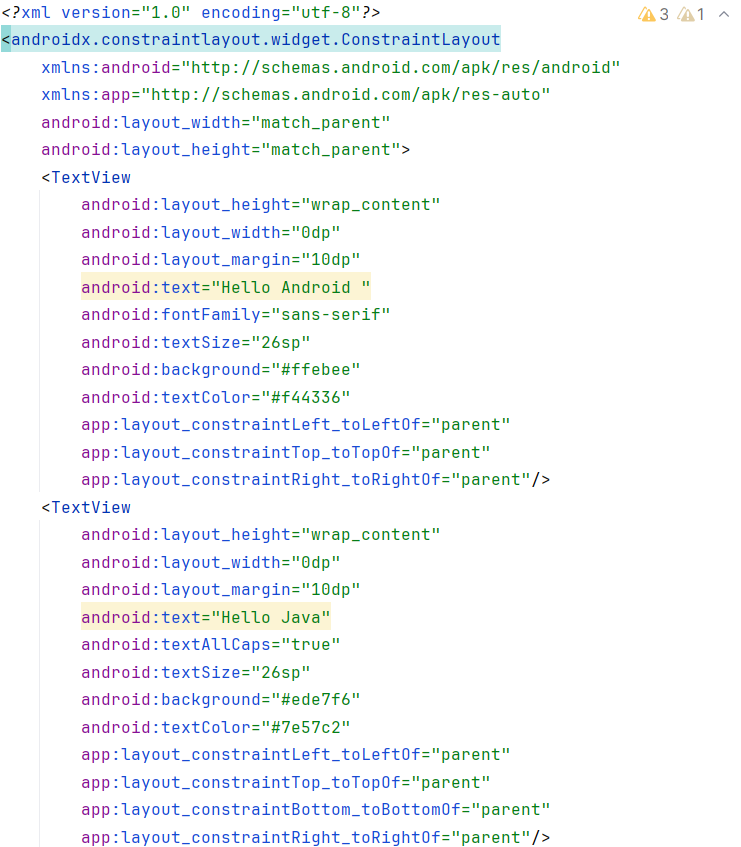 <?xml version="1.0" encoding="utf-8"?>
3 1
<androidx.constraintlayout.widget.ConstraintLayout
    xmlns:android="http://schemas.android.com/apk/res/android"
    xmlns:app="http://schemas.android.com/apk/res-auto"
    android:layout_width="match_parent"
    android:layout_height="match_parent">
    <TextView
        android:layout_height="wrap_content"
        android:layout_width="0dp"
        android:layout_margin="10dp"
        android:text="Hello Android "
        android:fontFamily="sans-serif"
        android:textSize="26sp"
        android:background="#ffebee"
        android:textColor="#f44336"
        app:layout_constraintLeft_toLeftOf="parent"
        app:layout_constraintTop_toTopOf="parent"
        app:layout_constraintRight_toRightOf="parent"/>
    <TextView
        android:layout_height="wrap_content"
        android:layout_width="0dp"
        android:layout_margin="10dp"
        android:text="Hello Java"
        android:textAllCaps="true"
        android:textSize="26sp"
        android:background="#ede7f6"
        android:textColor="#7e57c2"
        app:layout_constraintLeft_toLeftOf="parent"
        app:layout_constraintTop_toTopOf="parent"
        app:layout_constraintBottom_toBottomOf="parent"
        app:layout_constraintRight_toRightOf="parent"/>